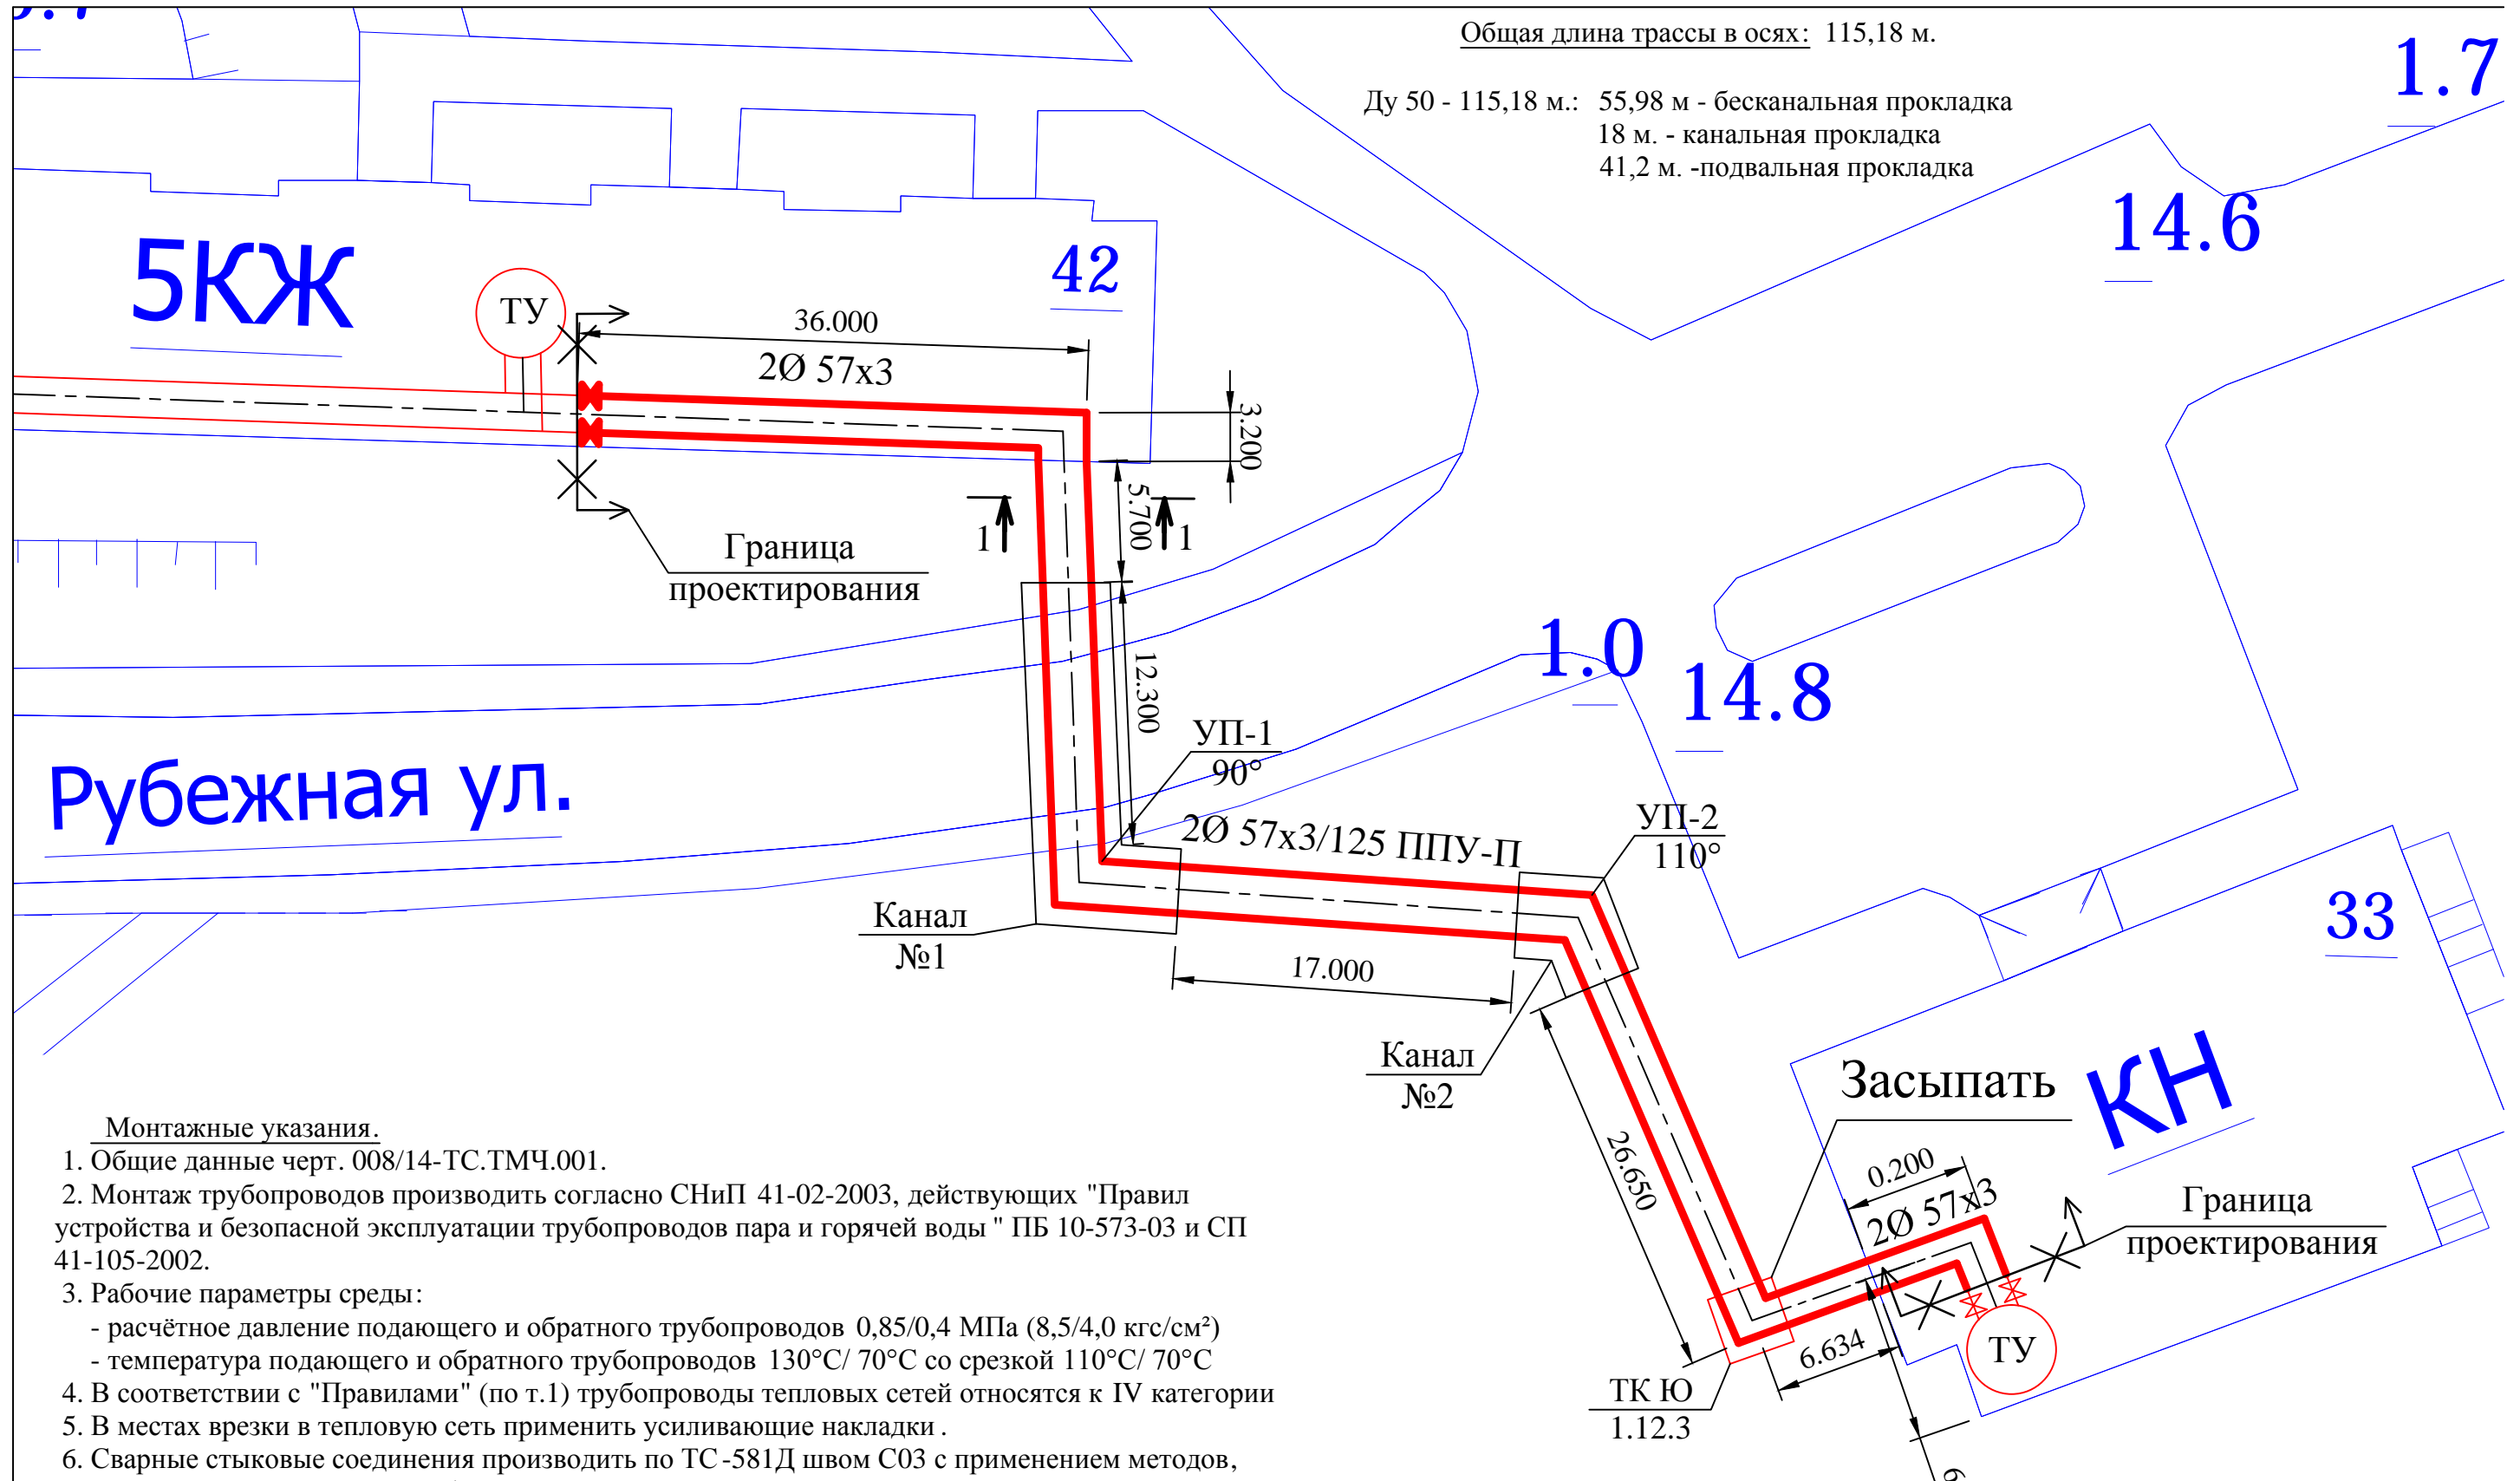 Общая длина трассы в осях: 115,18 м.
1.7
Ду 50 - 115,18 м.: 55,98 м - бесканальная прокладка
18 м. - канальная прокладка
41,2 м. -подвальная прокладка
14.6
5КЖ
42
ТУ
36.000
2Ø 57х3
3.200
5.700
1
1
Граница
проектирования
12.300
1.0
14.8
УП-1
90°
Рубежная ул.
2Ø 57х3/125 ППУ-П
УП-2
110°
33
Канал
№1
17.000
Канал
№2
Засыпать
КН
26.650
0.200
2Ø 57х3
Граница
проектирования
6.634
ТУ
ТК Ю
1.12.3
Монтажные указания.
1. Общие данные черт. 008/14-ТС.ТМЧ.001.
2. Монтаж трубопроводов производить согласно СНиП 41-02-2003, действующих "Правил
устройства и безопасной эксплуатации трубопроводов пара и горячей воды " ПБ 10-573-03 и СП
41-105-2002.
3. Рабочие параметры среды:
- расчётное давление подающего и обратного трубопроводов 0,85/0,4 МПа (8,5/4,0 кгс/см²)
- температура подающего и обратного трубопроводов 130°С/ 70°С со срезкой 110°С/ 70°С
4. В соответствии с "Правилами" (по т.1) трубопроводы тепловых сетей относятся к IV категории
5. В местах врезки в тепловую сеть применить усиливающие накладки .
6. Сварные стыковые соединения производить по ТС-581Д швом С03 с применением методов,